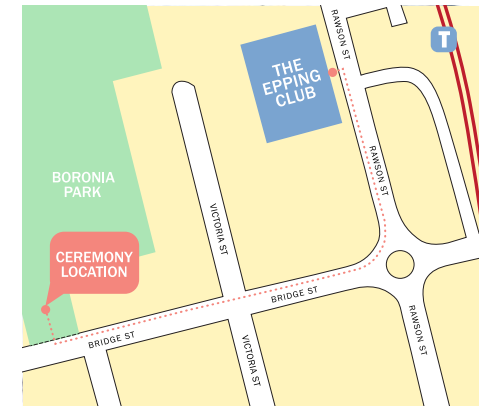 RAWSON ST
T
THE
EPPING
CLUB
BORONIA
PARK
RAWSON ST
VICTORIA ST
CEREMONY
LOCATION
BRIDGE ST
BRIDGE ST
VICTORIA ST
RAWSON ST